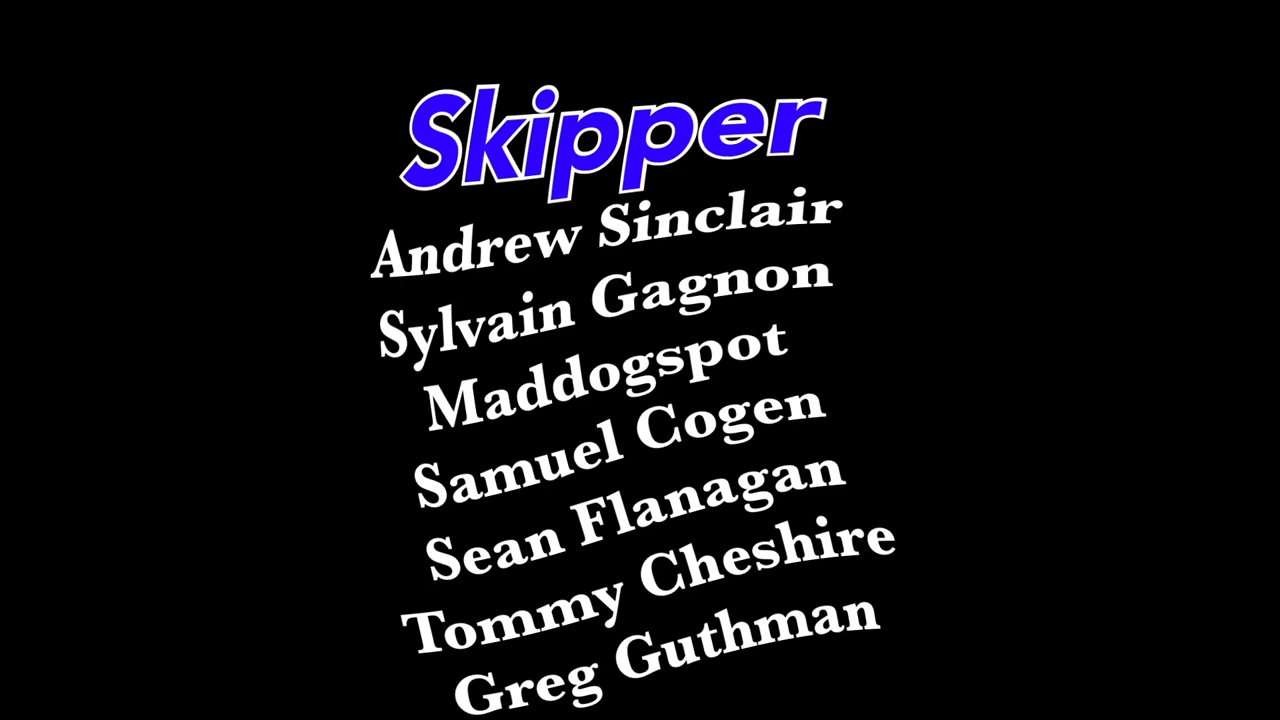 Skipper
Andrew Sinclair
Sylvain Gagnon
Maddogspot
Samuel Cogen
Sean Flanagan
Tommy Cheshire
Greg Guthman